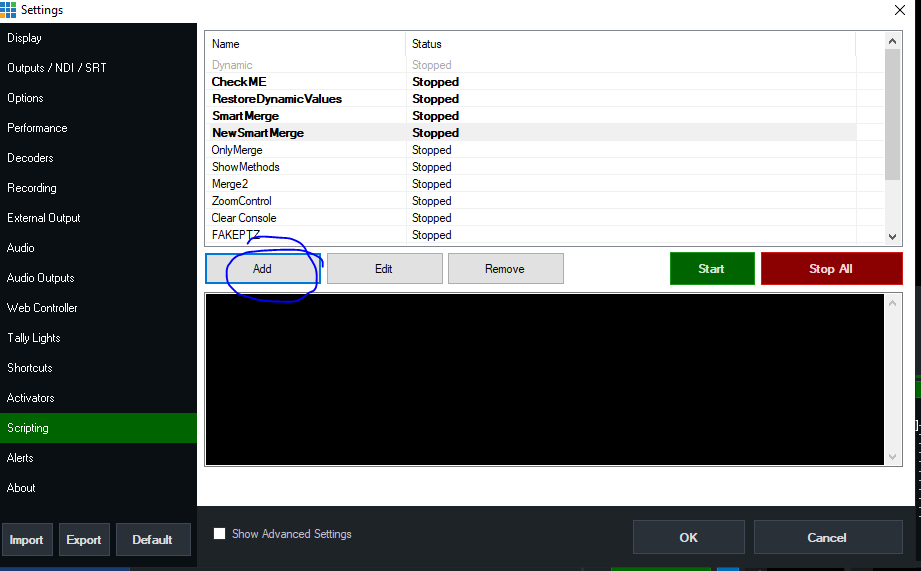 Settings
Display
Outputs / NDI / SRT
Options
Performance
Decoders
Recording
External Output
Audio
Audio Outputs
Web Controller
Tally Lights
Shortcuts
Activators
Scripting
Alerts
About
Import Export Default
Name Status
Dynamic Stopped
CheckME Stopped
RestoreDynamicValues Stopped
SmartMerge Stopped
NewSmartMerge Stopped
OnlyMerge Stopped
ShowMethods Stopped
Merge2 Stopped
ZoomControl Stopped
Clear Console Stopped
FAKEPTZ Stopped
Add Edit Remove Start Stop All
Show Advanced Settings
OK Cancel